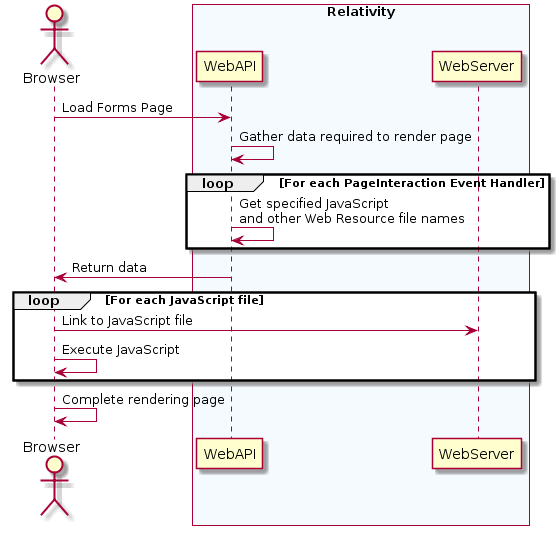 Relativity
Browser
WebAPI
WebServer
Load Forms Page
Gather data required to render page
loop
[For each PageInteraction Event Handler]
Get specified JavaScript
and other Web Resource file names
Return data
loop
[For each JavaScript file]
Link to JavaScript file
Execute JavaScript
Complete rendering page
Browser
WebAPI
WebServer